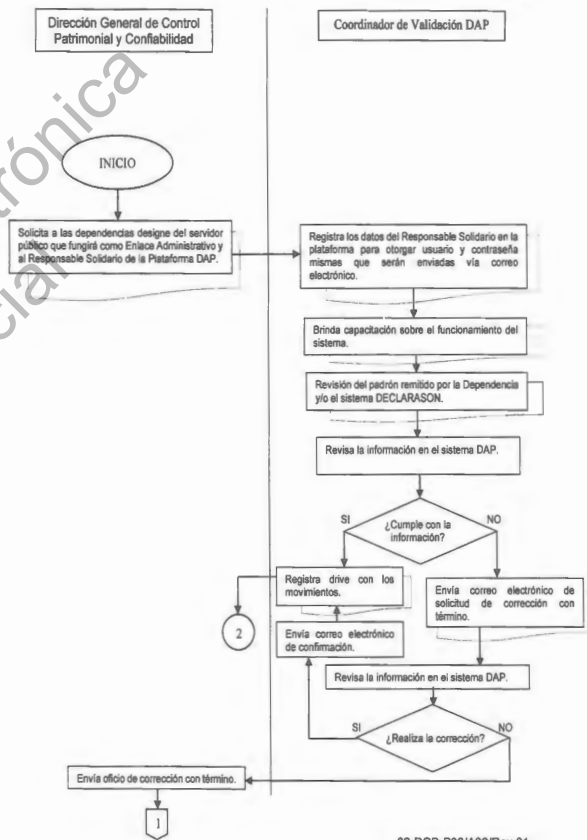 Dirección General de Control
Patrimonial y Confiabilidad
Coordinador de Validación DAP
INICIO
Solicita a las dependencias designe del servidor
público que fungirá como Enlace Administrativo y
al Responsable Solidario de la Plataforma DAP.
Registra los datos del Responsable Solidario en la
plataforma para otorgar usuario y contraseña
mismas que serán enviadas vía correo
electrónico.
Brinda capacitación sobre el funcionamiento del
sistema.
Revisión del padrón remitido por la Dependencia
y/o el sistema DECLARASON.
Revisa la información en el sistema DAP.
SI
¿Cumple con la
información?
NO
Registra drive con los
movimientos.
Envía correo electrónico de
solicitud de corrección con
término.
2
Envía correo electrónico
de confirmación.
Revisa la información en el sistema DAP.
SI
¿Realiza la corrección?
NO
Envía oficio de corrección con término.
1